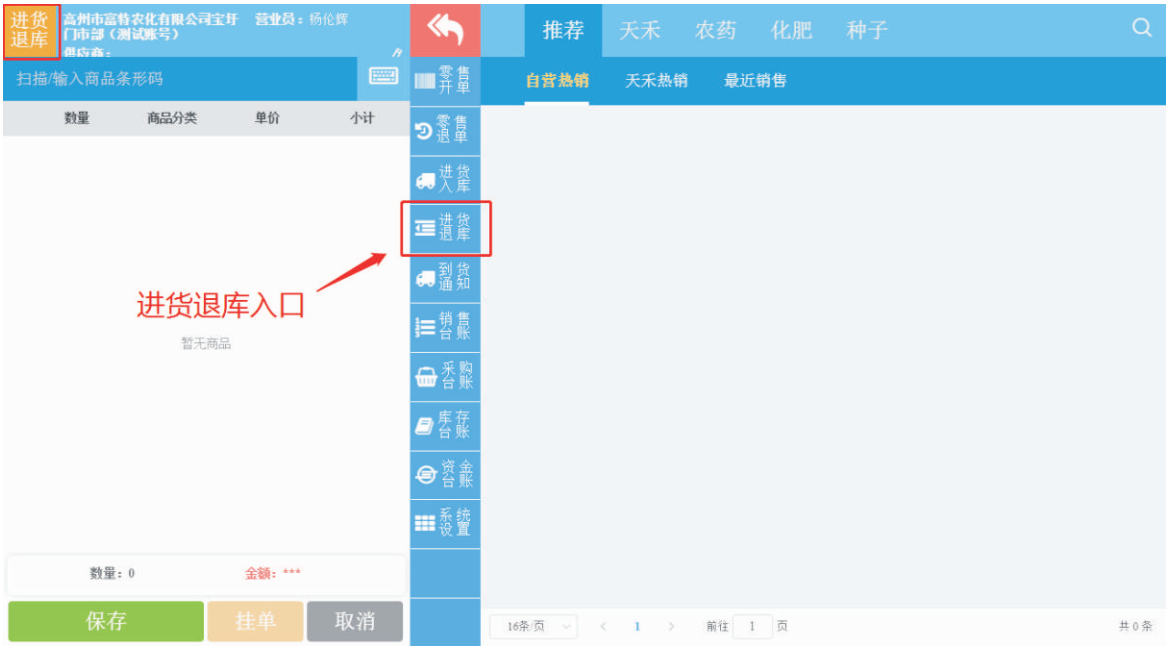 进货
退库
高州市富特农化有限公司宝圩 营业员：杨伦辉
门市部（测试账号）
供应商：
扫描/输入商品条形码
数量 商品分类 单价 小计
进货退库入口
暂无商品
数量：0 金额：***
保存 挂单 取消
零售
开单
零售
退单
进货
入库
进货
退库
到货
通知
销售
台账
采购
台账
库存
台账
资金
台账
系统
设置
推荐 天禾 农药 化肥 种子
自营热销 天禾热销 最近销售
16条/页 < 1 > 前往 1 页 共 0 条